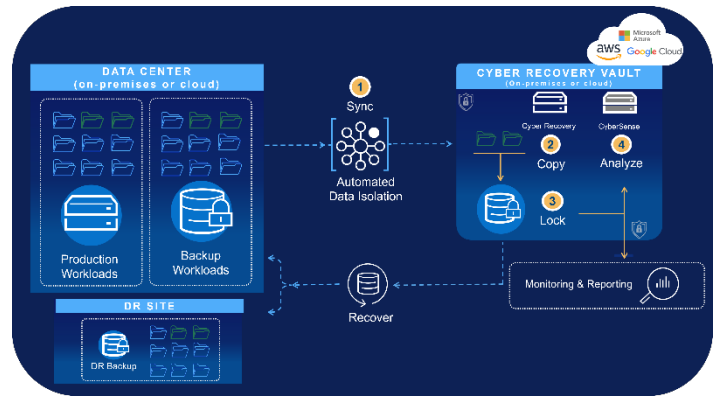 Microsoft
Azure
aws
Google Cloud
DATA CENTER
(on-premises or cloud)
Production
Workloads
Backup
Workloads
1
Sync
Automated
Data Isolation
CYBER RECOVERY VAULT
(On-premises or cloud)
Cyber Recovery
CyberSense
2
Copy
4
Analyze
3
Lock
Monitoring & Reporting
Recover
DR SITE
DR Backup